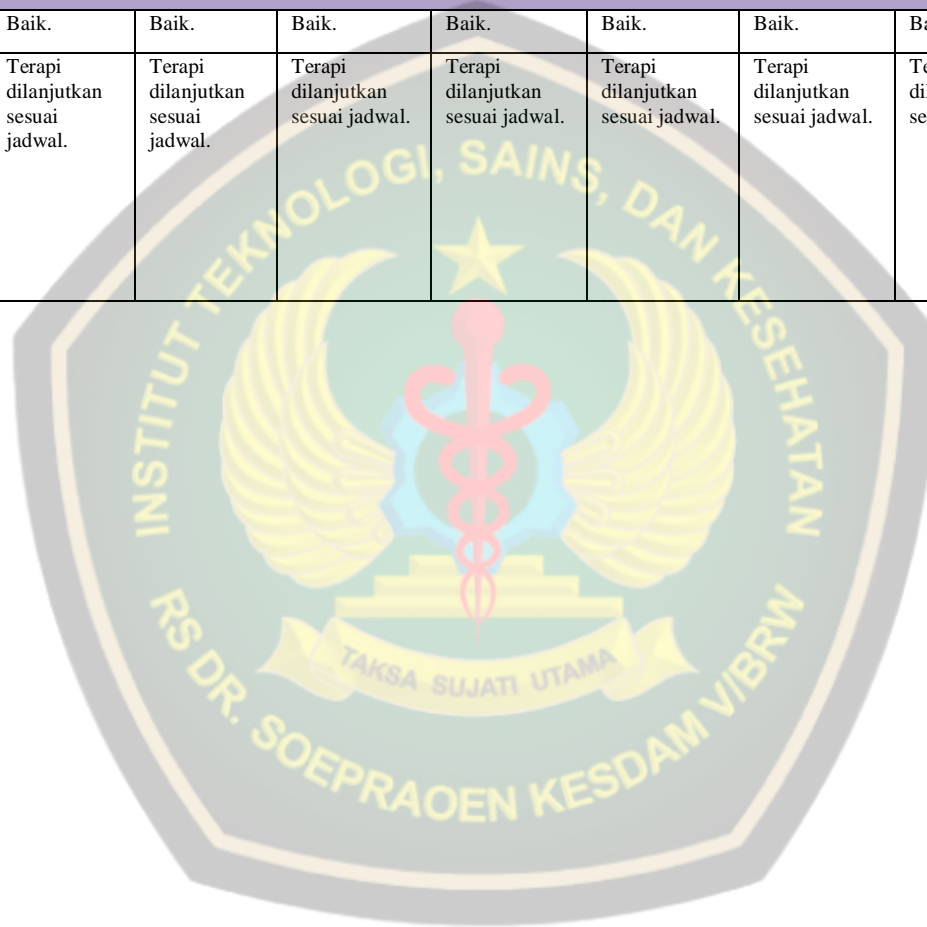 Baik. Baik. Baik. Baik. Baik. Baik.
Terapi Terapi Terapi Terapi Terapi Terapi
dilanjutkan dilanjutkan dilanjutkan dilanjutkan dilanjutkan dilanjutkan
sesuai sesuai sesuai jadwal. sesuai jadwal. sesuai jadwal. sesuai jadwal.
jadwal. jadwal.
INSTITUT TEKNOLOGI, SAINS, DAN KESEHATAN
TAKSA SUJATI UTAMA
RS DR. SOEPRAOEN KESDAM V/BRW